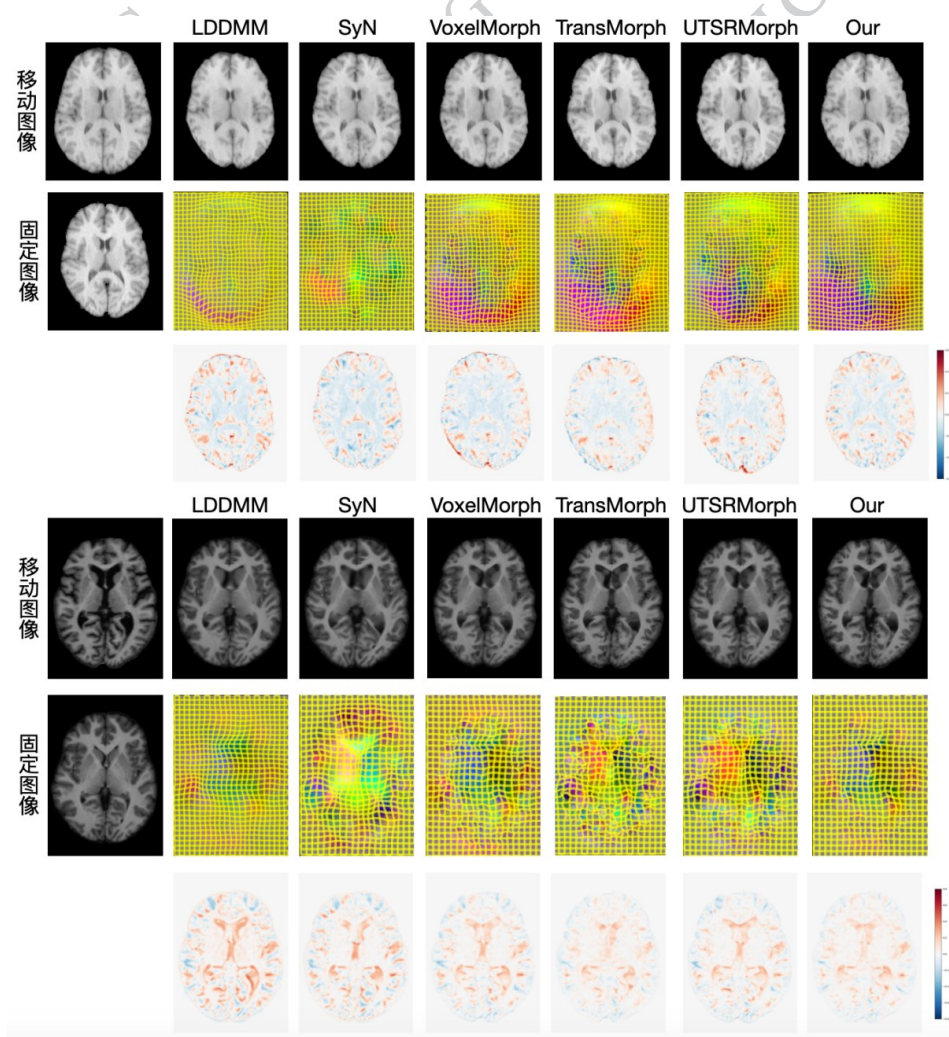 LDDMM SyN VoxelMorph TransMorph UTSRMorph Our
移动图像
固定图像
LDDMM SyN VoxelMorph TransMorph UTSRMorph Our
移动图像
固定图像